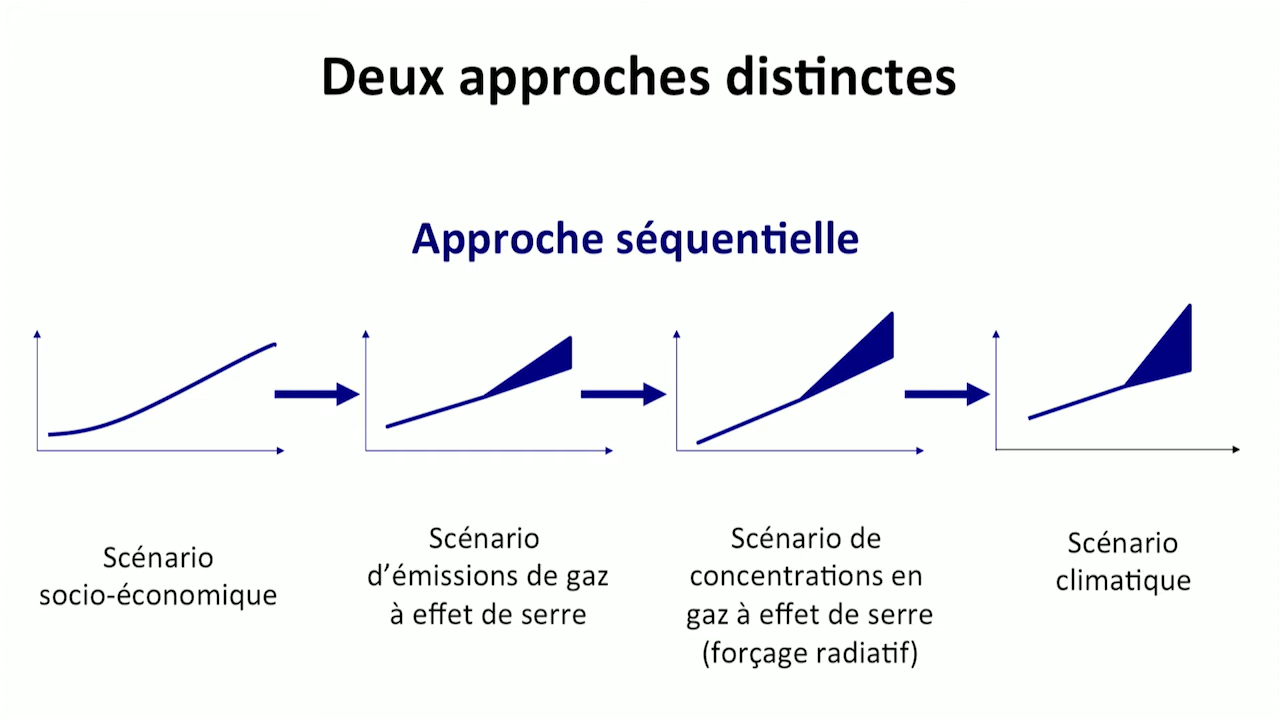 Deux approches distinctes
Approche séquentielle
Scénario
socio-économique
Scénario
d’émissions de gaz
à effet de serre
Scénario de
concentrations en
gaz à effet de serre
(forçage radiatif)
Scénario
climatique